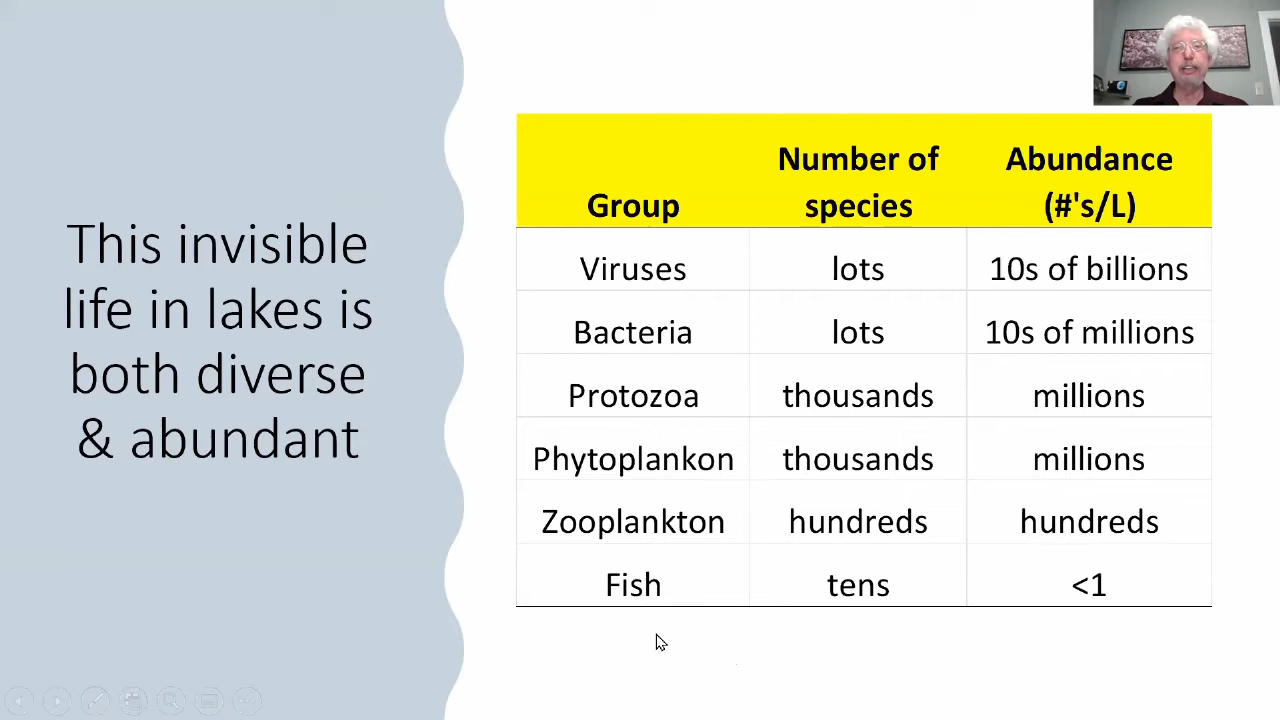 This invisible
life in lakes is
both diverse
& abundant
Group Number of species Abundance (#'s/L)
Viruses lots 10s of billions
Bacteria lots 10s of millions
Protozoa thousands millions
Phytoplankon thousands millions
Zooplankton hundreds hundreds
Fish tens <1